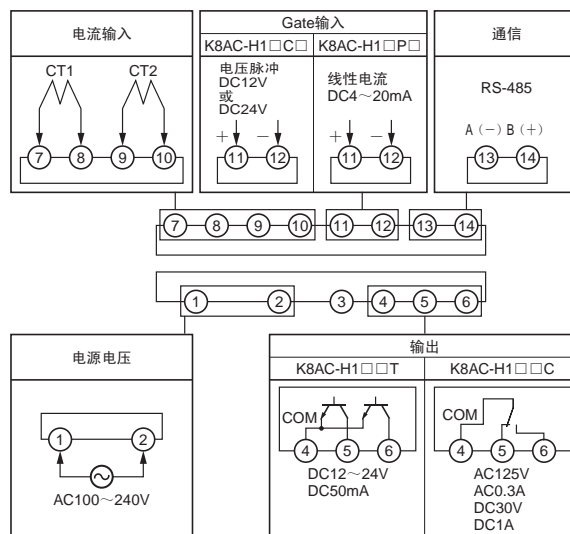 电流输入
CT1 CT2
7 8 9 10
Gate输入
K8AC-H1□C□ K8AC-H1□P□
电压脉冲
DC12V
或
DC24V
+ −
11 12
线性电流
DC4～20mA
+ −
11 12
通信
RS-485
A (−) B (+)
13 14
7 8 9 10 11 12 13 14
1 2 3 4 5 6
电源电压
1 2
AC100～240V
输出
K8AC-H1□□T K8AC-H1□□C
COM
4 5 6
DC12～24V
DC50mA
COM
4 5 6
AC125V
AC0.3A
DC30V
DC1A